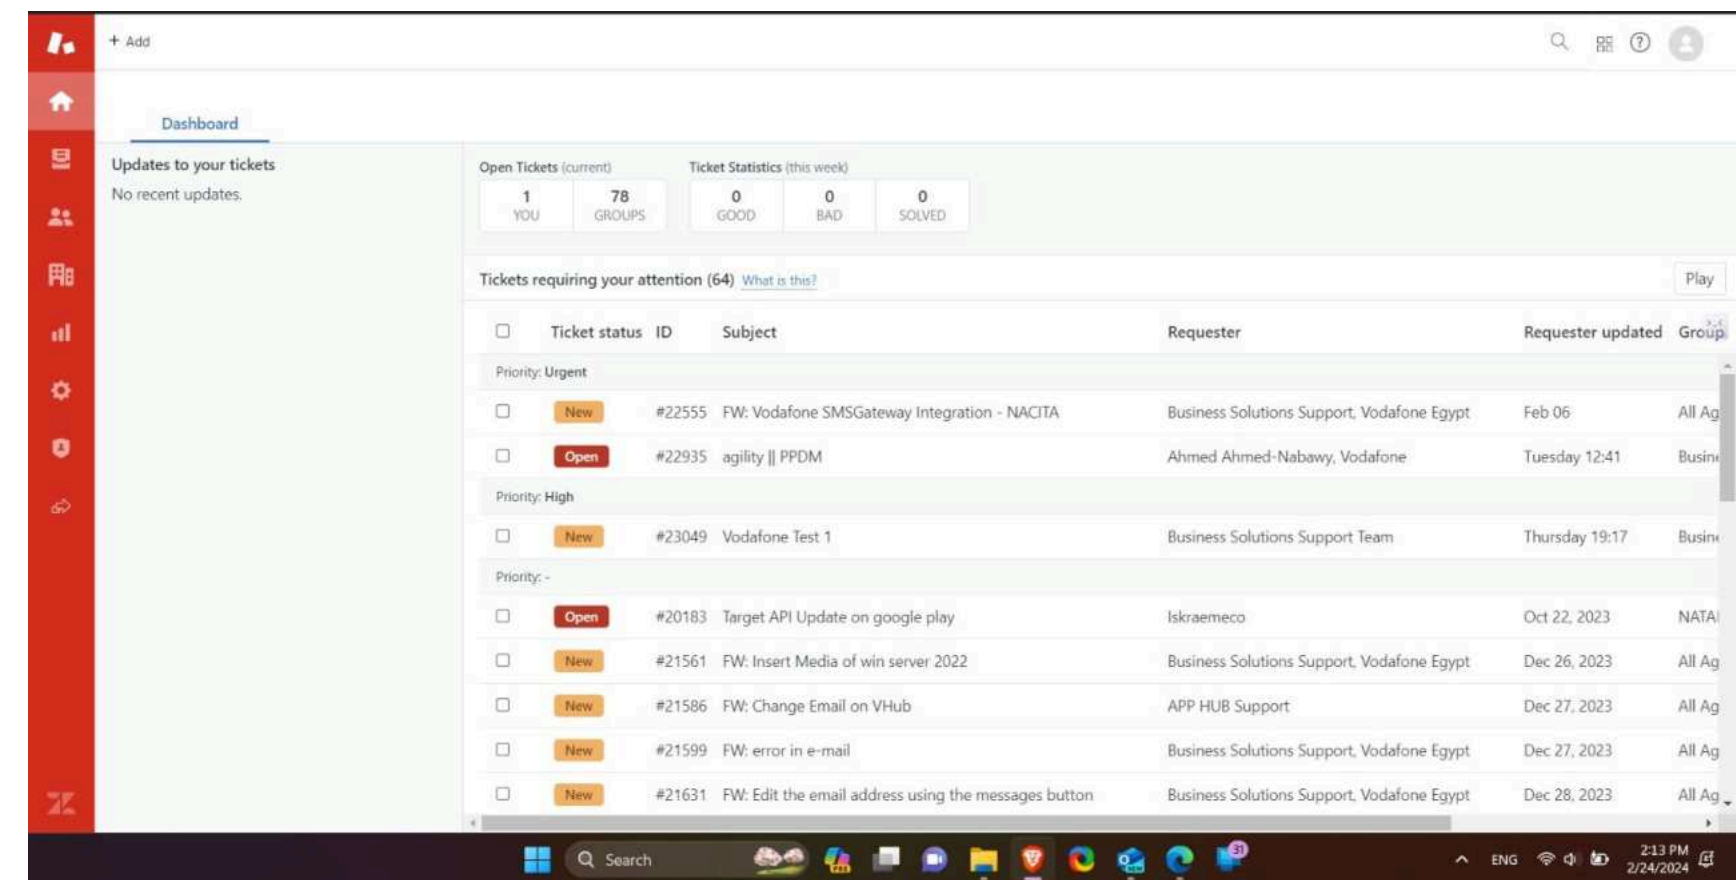 + Add
Dashboard
Updates to your tickets
No recent updates.
Open Tickets (current)
Ticket Statistics (this week)
1
YOU
78
GROUPS
0
GOOD
0
BAD
0
SOLVED
Tickets requiring your attention (64) What is this?
Play
Ticket status ID Subject Requester Requester updated Group
Priority: Urgent
New #22555 FW: Vodafone SMSGateway Integration - NACITA Business Solutions Support, Vodafone Egypt Feb 06 All Ag
Open #22935 agility || PPDM Ahmed Ahmed-Nabawy, Vodafone Tuesday 12:41 Busine
Priority: High
New #23049 Vodafone Test 1 Business Solutions Support Team Thursday 19:17 Busine
Priority: -
Open #20183 Target API Update on google play Iskraemeco Oct 22, 2023 NATA
New #21561 FW: Insert Media of win server 2022 Business Solutions Support, Vodafone Egypt Dec 26, 2023 All Ag
New #21586 FW: Change Email on VHub APP HUB Support Dec 27, 2023 All Ag
New #21599 FW: error in e-mail Business Solutions Support, Vodafone Egypt Dec 27, 2023 All Ag
New #21631 FW: Edit the email address using the messages button Business Solutions Support, Vodafone Egypt Dec 28, 2023 All Ag
Search
PRE
NEW
31
ENG
2:13 PM
2/24/2024